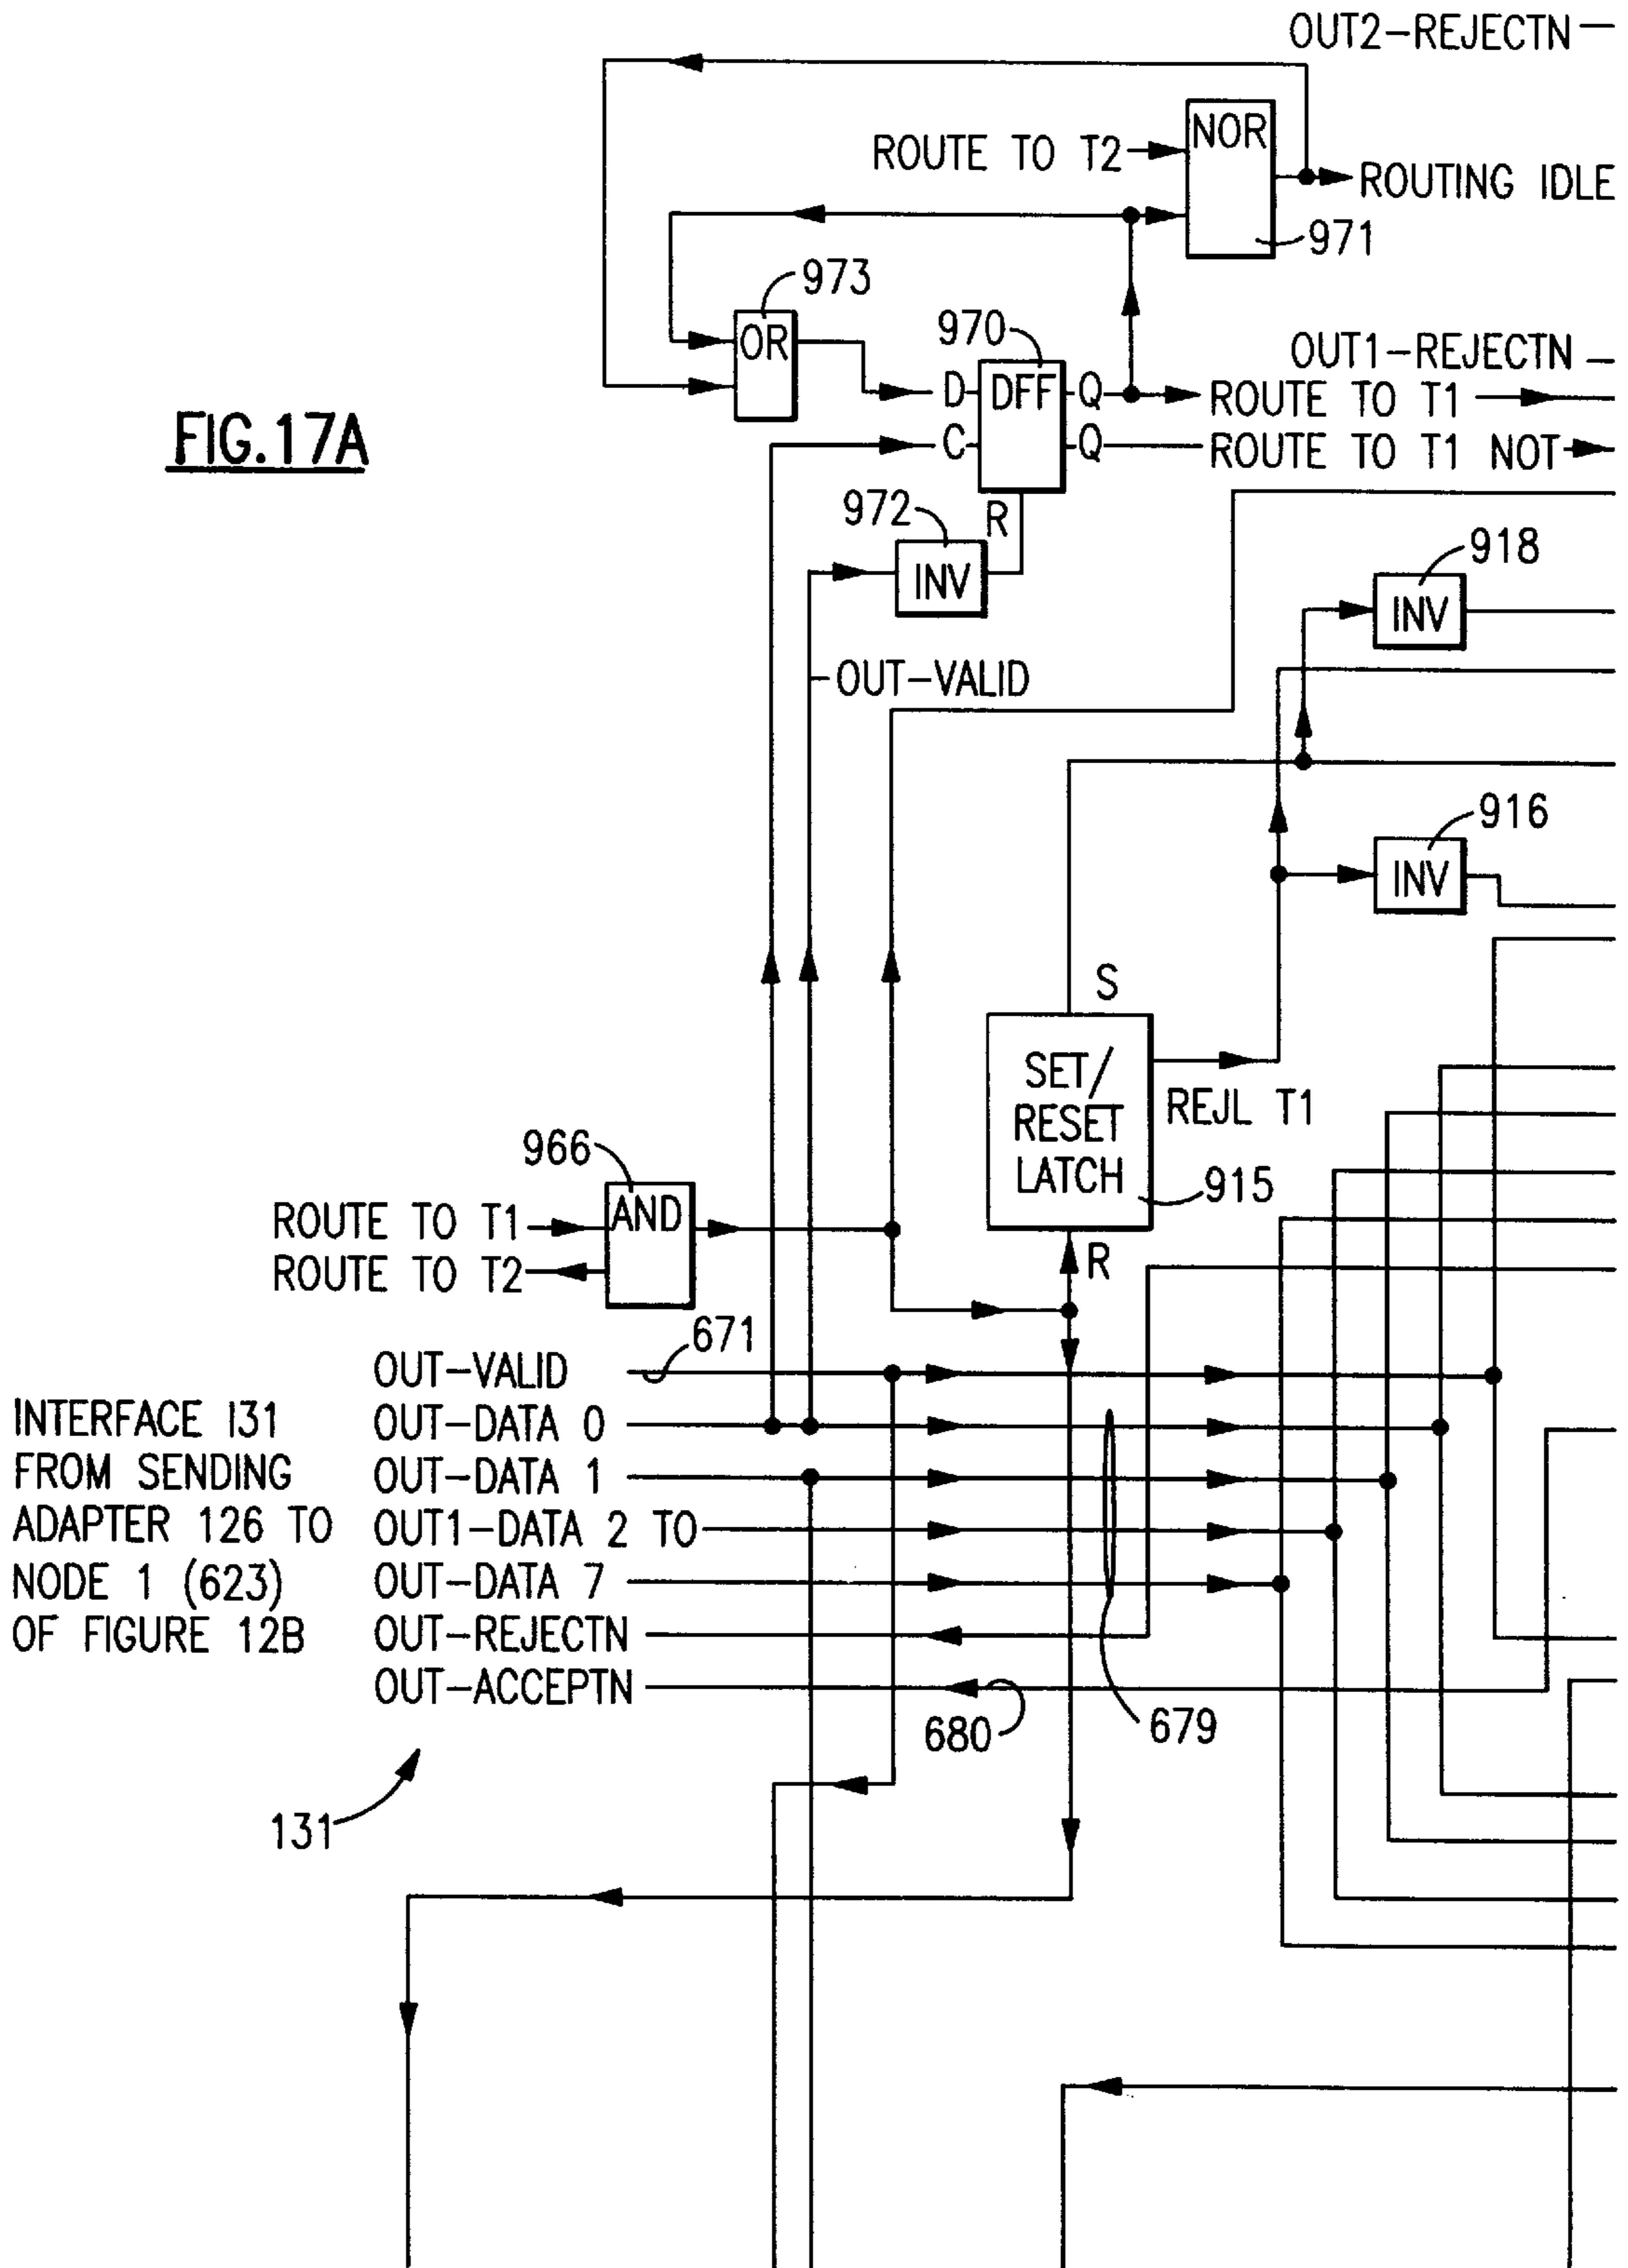 OUT2-REJECTN
NOR
ROUTE TO T2
ROUTING IDLE
971
973
OR
970
OUT1-REJECTN
D
DFF
Q
ROUTE TO T1
FIG.17A
C
Q
ROUTE TO T1 NOT
972
R
INV
918
INV
OUT-VALID
916
INV
S
SET/
RESET
LATCH
REJL T1
915
966
AND
ROUTE TO T1
ROUTE TO T2
R
671
OUT-VALID
INTERFACE I31
FROM SENDING
ADAPTER 126 TO
NODE 1 (623)
OF FIGURE 12B
OUT-DATA 0
OUT-DATA 1
OUT1-DATA 2 TO
OUT-DATA 7
OUT-REJECTN
OUT-ACCEPTN
680
679
131